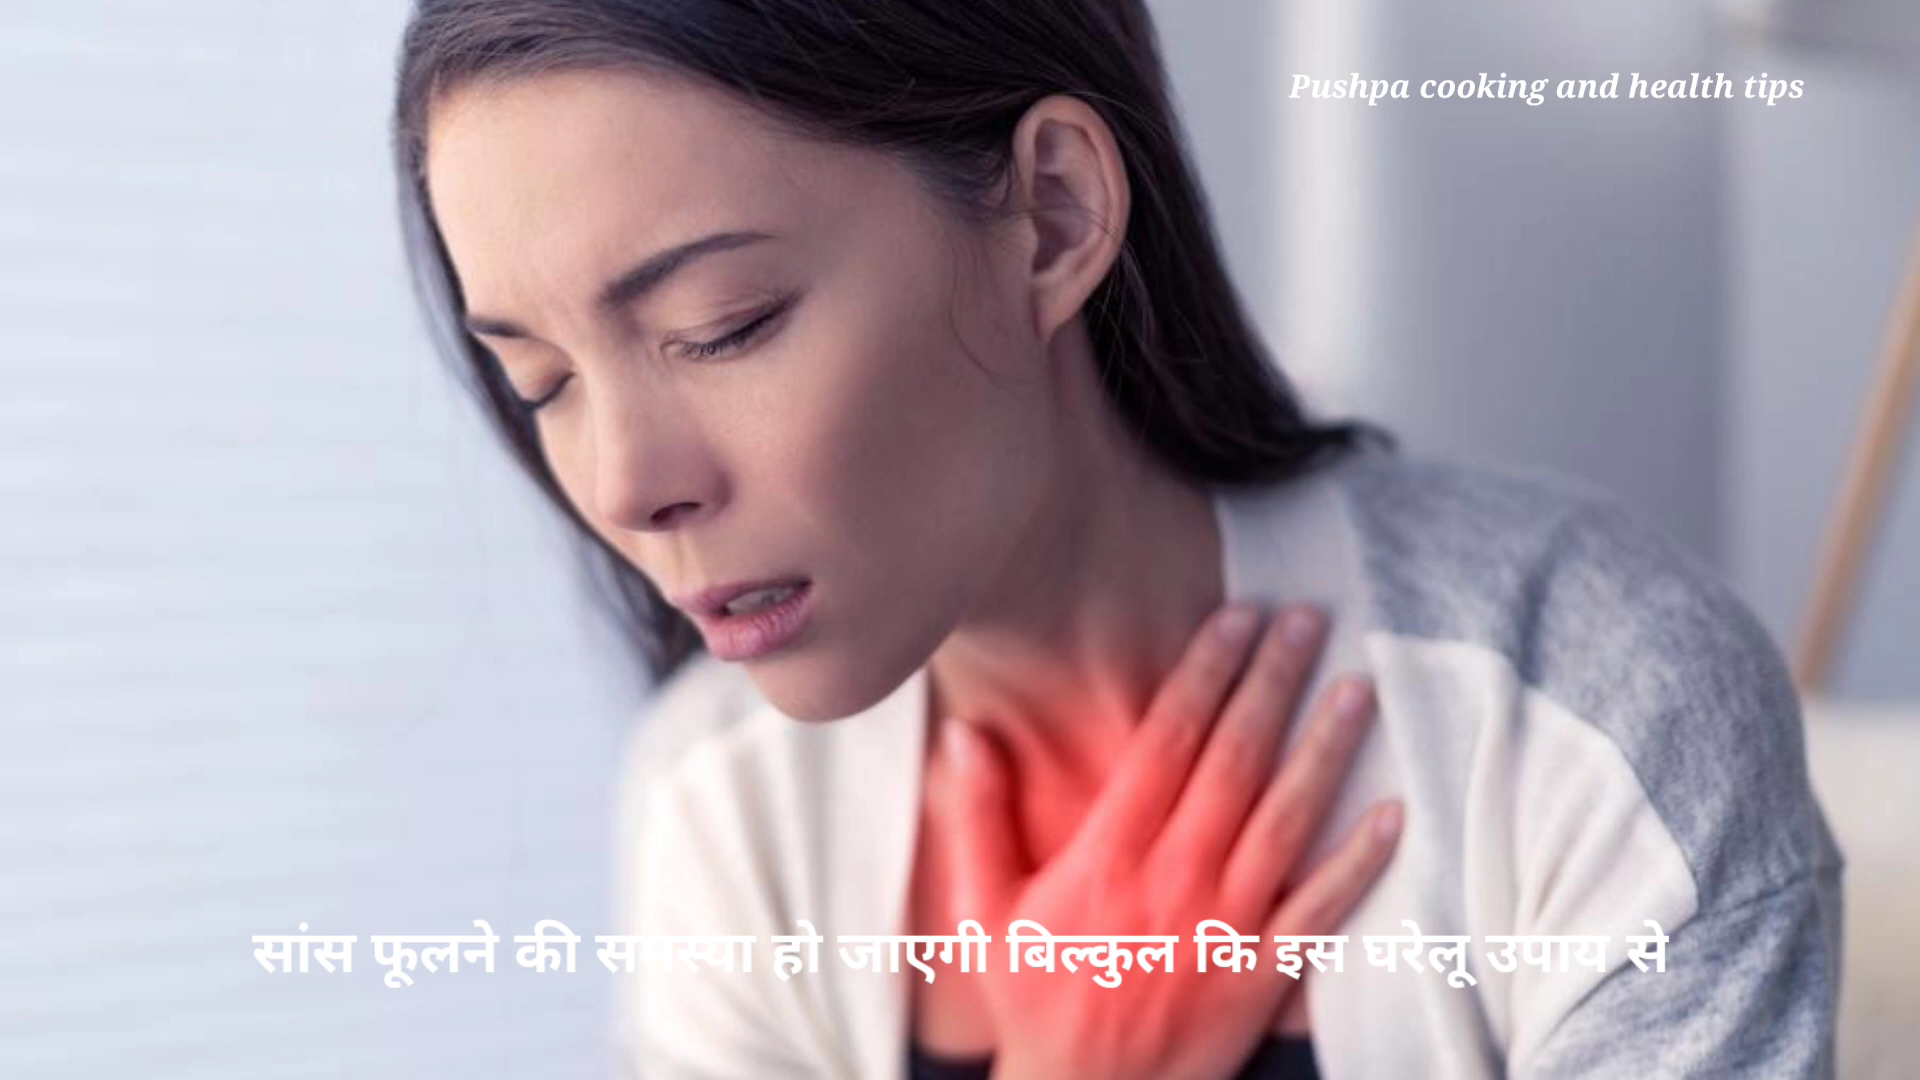 Pushpa cooking and health tips
सांस फूलने की समस्या हो जाएगी बिल्कुल कि इस घरेलू उपाय से